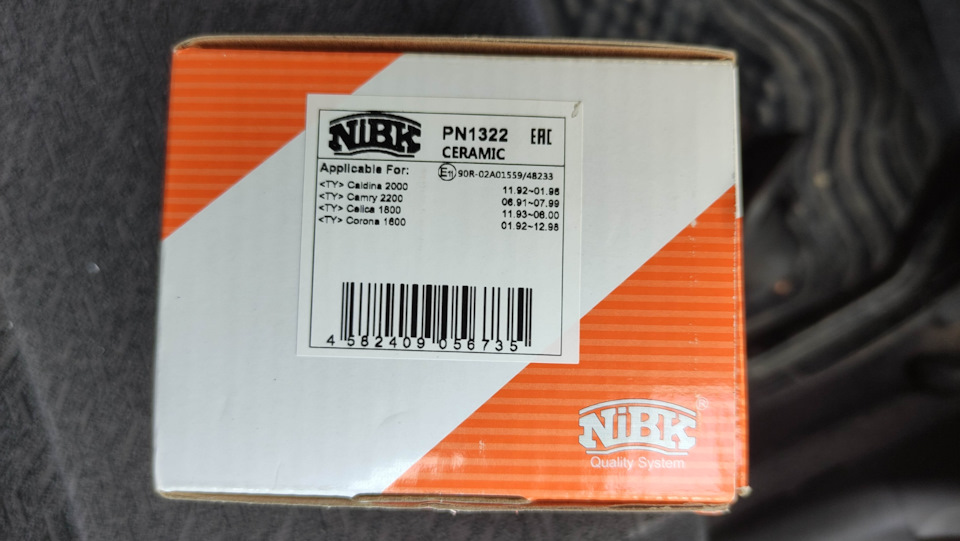 NiBK
PN1322
EAC
CERAMIC
Applicable For:
E11 90R-02A01559/48233
<TY> Caldina 2000 11.92~01.96
<TY> Camry 2200 06.91~07.99
<TY> Celica 1800 11.93~06.00
<TY> Corona 1600 01.92~12.98
4 582409 056735
NiBK®
Quality System